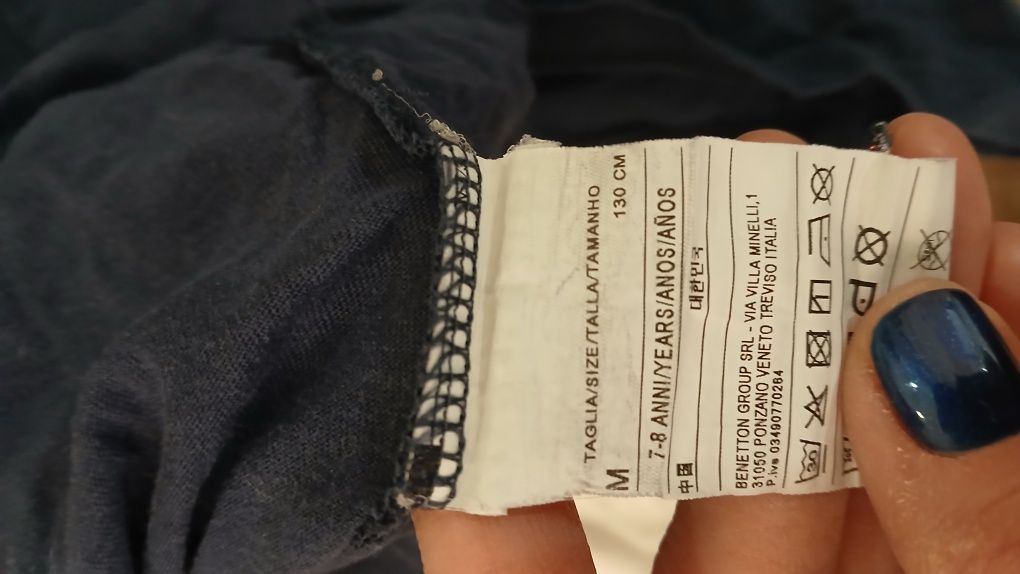 TAGLIA/SIZE/TALLA/TAMANHO
M 130 CM
7-8 ANNI/YEARS/ANOS/AÑOS
中国 대한민국
BENETTON GROUP SRL - VIA VILLA MINELLI,1
31050 PONZANO VENETO TREVISO ITALIA
P.iva 03490770264
30